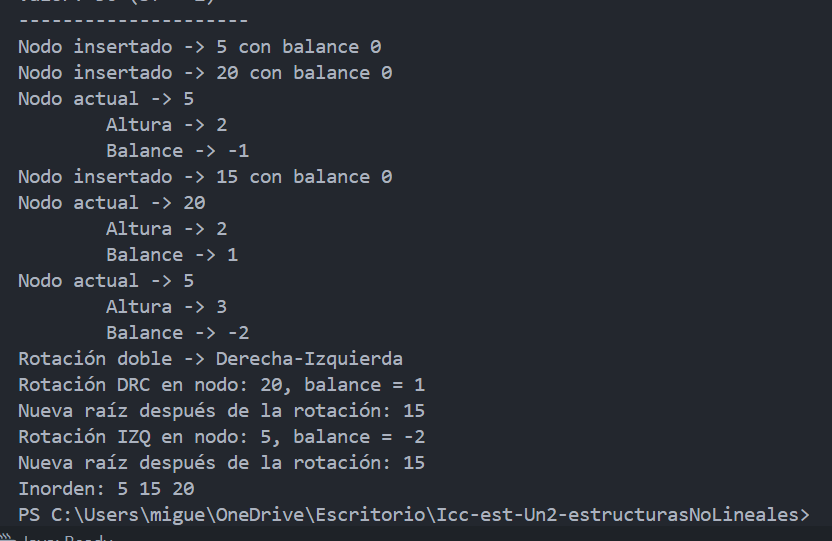 ---------------------
Nodo insertado -> 5 con balance 0
Nodo insertado -> 20 con balance 0
Nodo actual -> 5
        Altura -> 2
        Balance -> -1
Nodo insertado -> 15 con balance 0
Nodo actual -> 20
        Altura -> 2
        Balance -> 1
Nodo actual -> 5
        Altura -> 3
        Balance -> -2
Rotación doble -> Derecha-Izquierda
Rotación DRC en nodo: 20, balance = 1
Nueva raíz después de la rotación: 15
Rotación IZQ en nodo: 5, balance = -2
Nueva raíz después de la rotación: 15
Inorden: 5 15 20
PS C:\Users\migue\OneDrive\Escritorio\Icc-est-Un2-estructurasNoLineales>
Java: Ready